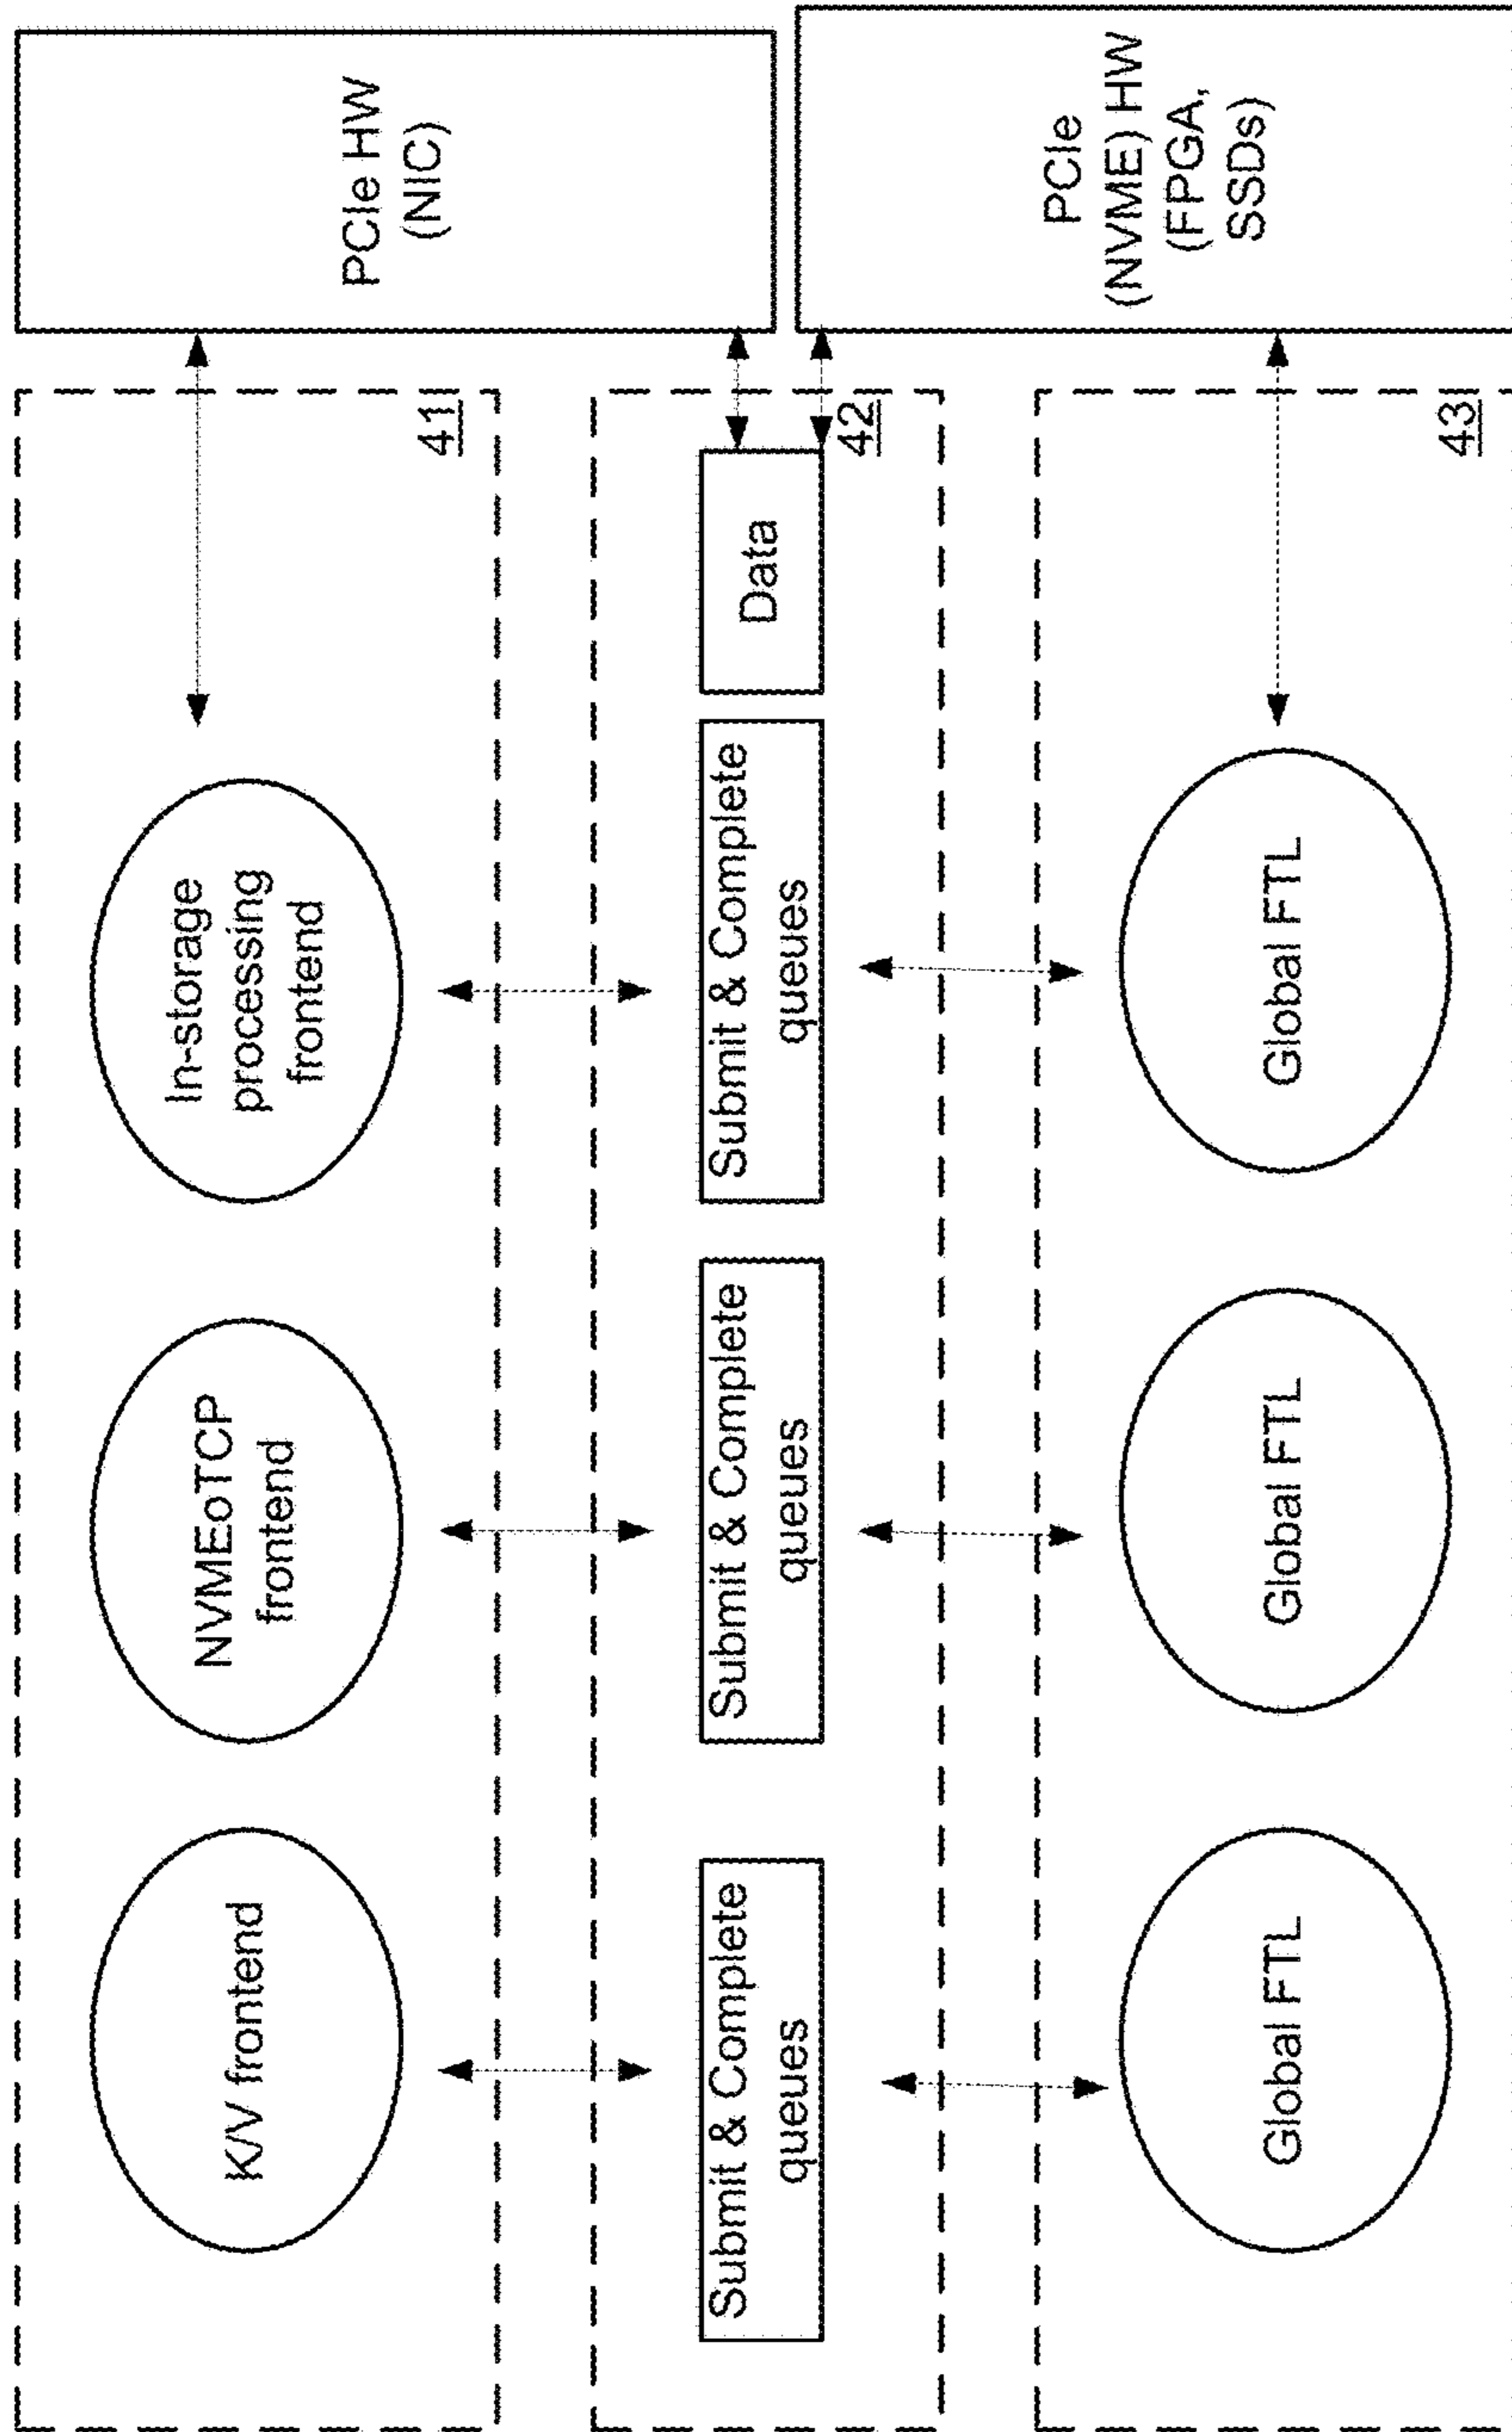 K/V frontend
NVMEoTCP
frontend
In-storage
processing
frontend
41
PCIe HW
(NIC)
Submit & Complete
queues
Submit & Complete
queues
Submit & Complete
queues
Data
42
PCIe
(NVME) HW
(FPGA,
SSDs)
Global FTL
Global FTL
Global FTL
43